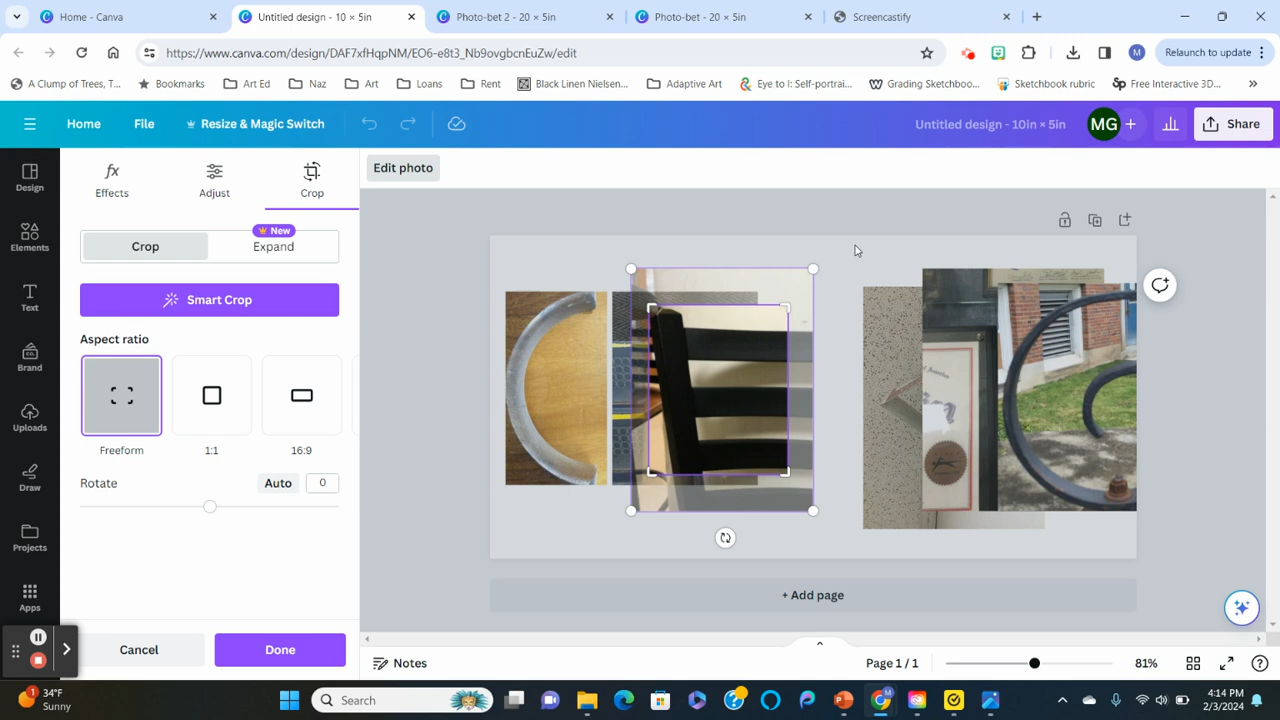 Home - Canva
Untitled design - 10 × 5in
Photo-bet 2 - 20 × 5in
Photo-bet - 20 × 5in
Screencastify
https://www.canva.com/design/DAF7xfHqpNM/EO6-e8t3_Nb9ovgbcnEuZw/edit
M
Relaunch to update
A Clump of Trees, T...
Bookmarks
Art Ed
Naz
Art
Loans
Rent
Black Linen Nielsen...
Adaptive Art
Eye to I: Self-portrai...
Grading Sketchboo...
Sketchbook rubric
Free Interactive 3D...
Home
File
Resize & Magic Switch
Untitled design - 10in × 5in
MG
Share
Design
Elements
Text
Brand
Uploads
Draw
Projects
Apps
Effects
Adjust
Crop
Edit photo
New
Crop
Expand
Smart Crop
Aspect ratio
Freeform
1:1
16:9
Rotate
Auto
0
Cancel
Done
+ Add page
Notes
Page 1 / 1
81%
34°F
Sunny
1
Search
4:14 PM
2/3/2024